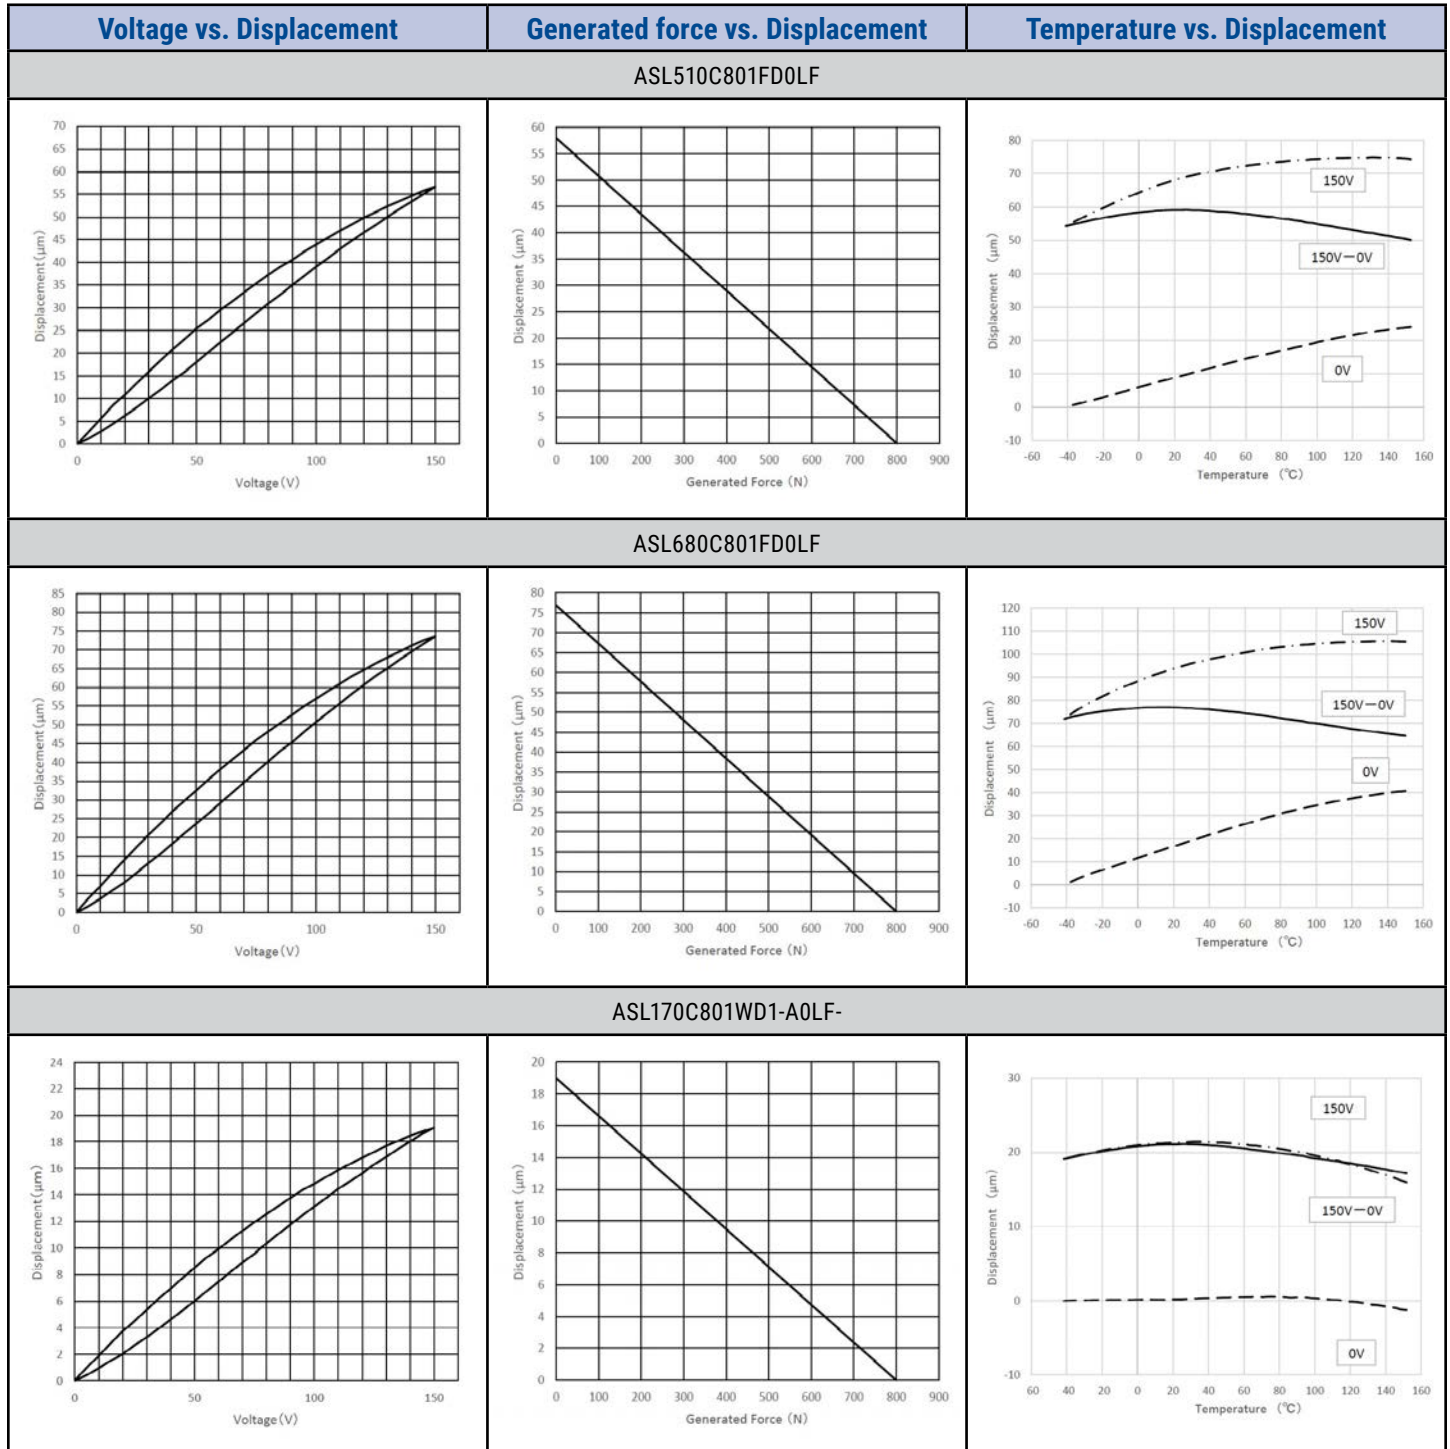 Voltage vs. Displacement
Generated force vs. Displacement
Temperature vs. Displacement
ASL510C801FD0LF
70
65
60
55
50
45
40
35
30
25
20
15
10
5
0
Displacement(μm)
0 50 100 150
Voltage(V)
60
55
50
45
40
35
30
25
20
15
10
5
0
Displacement (μm)
0 100 200 300 400 500 600 700 800 900
Generated Force (N)
80
70
60
50
40
30
20
10
0
-10
Displacement (μm)
150V
150V－0V
0V
-60 -40 -20 0 20 40 60 80 100 120 140 160
Temperature (℃)
ASL680C801FD0LF
85
80
75
70
65
60
55
50
45
40
35
30
25
20
15
10
5
0
Displacement(μm)
0 50 100 150
Voltage(V)
80
75
70
65
60
55
50
45
40
35
30
25
20
15
10
5
0
Displacement (μm)
0 100 200 300 400 500 600 700 800 900
Generated Force (N)
120
110
100
90
80
70
60
50
40
30
20
10
0
-10
Displacement (μm)
150V
150V－0V
0V
-60 -40 -20 0 20 40 60 80 100 120 140 160
Temperature (℃)
ASL170C801WD1-A0LF-
24
22
20
18
16
14
12
10
8
6
4
2
0
Displacement(μm)
0 50 100 150
Voltage(V)
20
18
16
14
12
10
8
6
4
2
0
Displacement (μm)
0 100 200 300 400 500 600 700 800 900
Generated Force (N)
30
20
10
0
-10
Displacement (μm)
150V
150V－0V
0V
60 40 20 0 20 40 60 80 100 120 140 160
Temperature (℃)